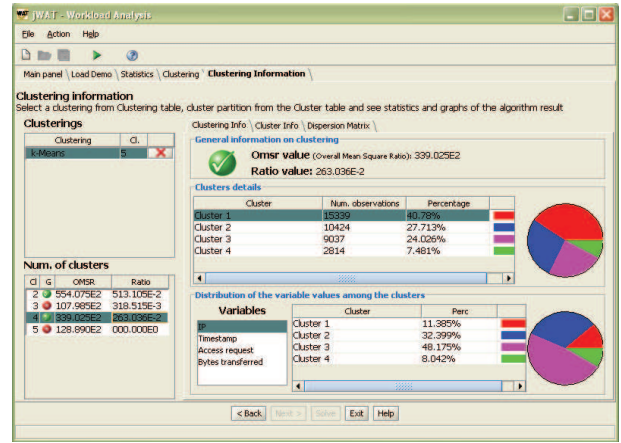 jWAT - Workload Analysis
File Action Help
Main panel Load Demo Statistics Clustering Clustering Information
Clustering information
Select a clustering from Clustering table, cluster partition from the Cluster table and see statistics and graphs of the algorithm result
Clusterings
Clustering Cl.
k-Means 5
Num. of clusters
Cl G OMSR Ratio
2 554.075E2 513.105E-2
3 107.985E2 318.515E-3
4 339.025E2 263.036E-2
5 128.890E2 000.000E0
Clustering Info Cluster Info Dispersion Matrix
General information on clustering
Omsr value (Overall Mean Square Ratio): 339.025E2
Ratio value: 263.036E-2
Clusters details
Cluster Num. observations Percentage
Cluster 1 15339 40.78%
Cluster 2 10424 27.713%
Cluster 3 9037 24.026%
Cluster 4 2814 7.481%
Distribution of the variable values among the clusters
Variables
IP
Timestamp
Access request
Bytes transferred
Cluster Perc
Cluster 1 11.385%
Cluster 2 32.399%
Cluster 3 48.175%
Cluster 4 8.042%
< Back Next > Solve Exit Help